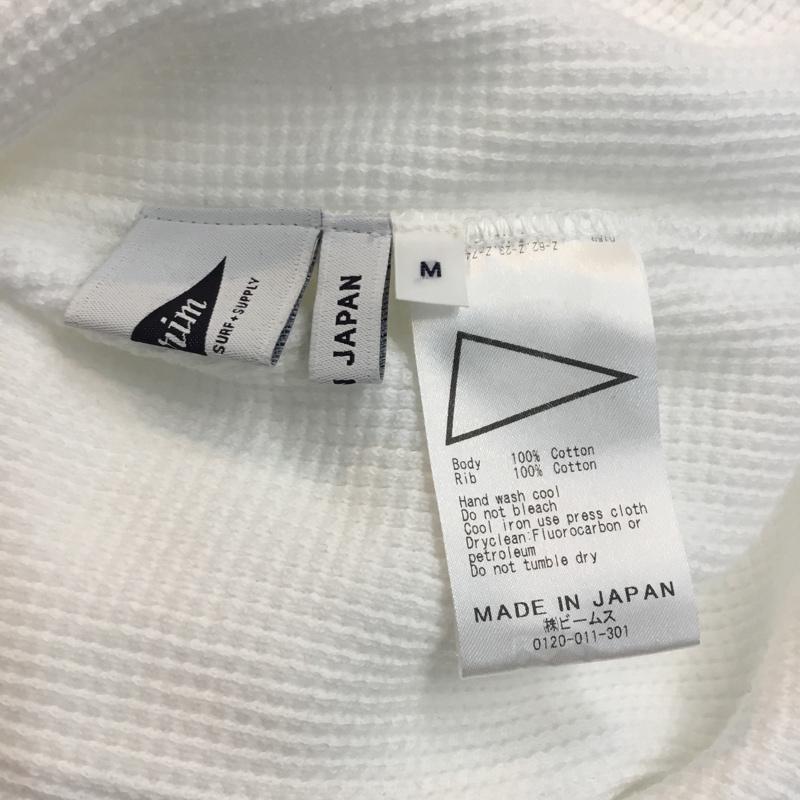 rim
SURF+SUPPLY
JAPAN
M
Body 100% Cotton
Rib 100% Cotton
Hand wash cool
Do not bleach
Cool iron use press cloth
Dryclean:Fluorocarbon or
petroleum
Do not tumble dry
MADE IN JAPAN
㈱ビームス
0120-011-301